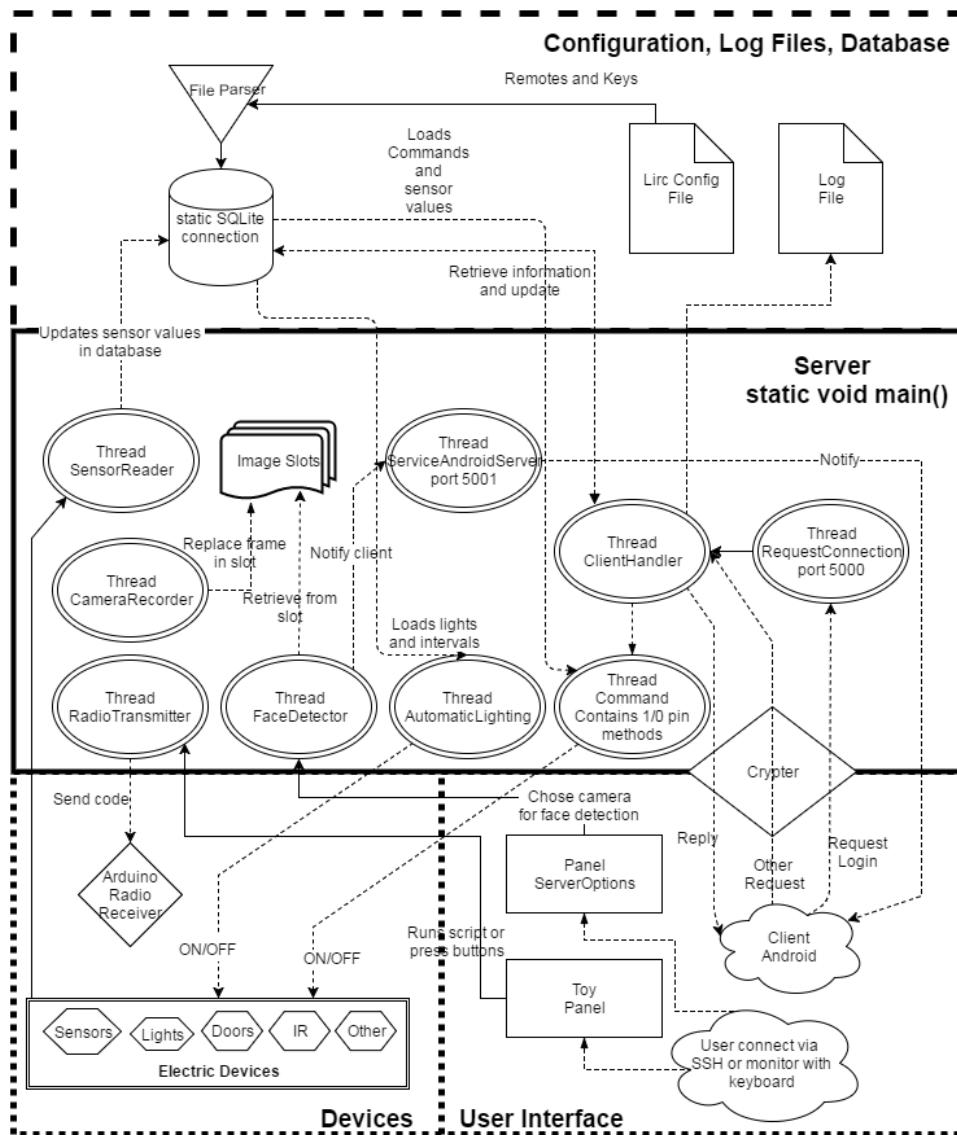 Configuration, Log Files, Database
File Parser
Remotes and Keys
Loads
Commands
and
sensor
values
Lirc Config
File
Log
File
static SQLite
connection
Retrieve information
and update
Updates sensor values
in database
Server
static void main()
Thread
SensorReader
Image Slots
Thread
ServiceAndroidServer
port 5001
Notify
Thread
ClientHandler
Thread
RequestConnection
port 5000
Replace frame
in slot
Notify client
Thread
CameraRecorder
Retrieve from
slot
Loads lights
and intervals
Thread
RadioTransmitter
Thread
FaceDetector
Thread
AutomaticLighting
Thread
Command
Contains 1/0 pin
methods
Crypter
Send code
Chose camera
for face detection
Reply
Request
Login
Other
Request
Arduino
Radio
Receiver
Panel
ServerOptions
Client
Android
ON/OFF
ON/OFF
Runs script or
press buttons
Toy
Panel
Sensors
Lights
Doors
IR
Other
Electric Devices
User connect via
SSH or monitor with
keyboard
Devices
User Interface